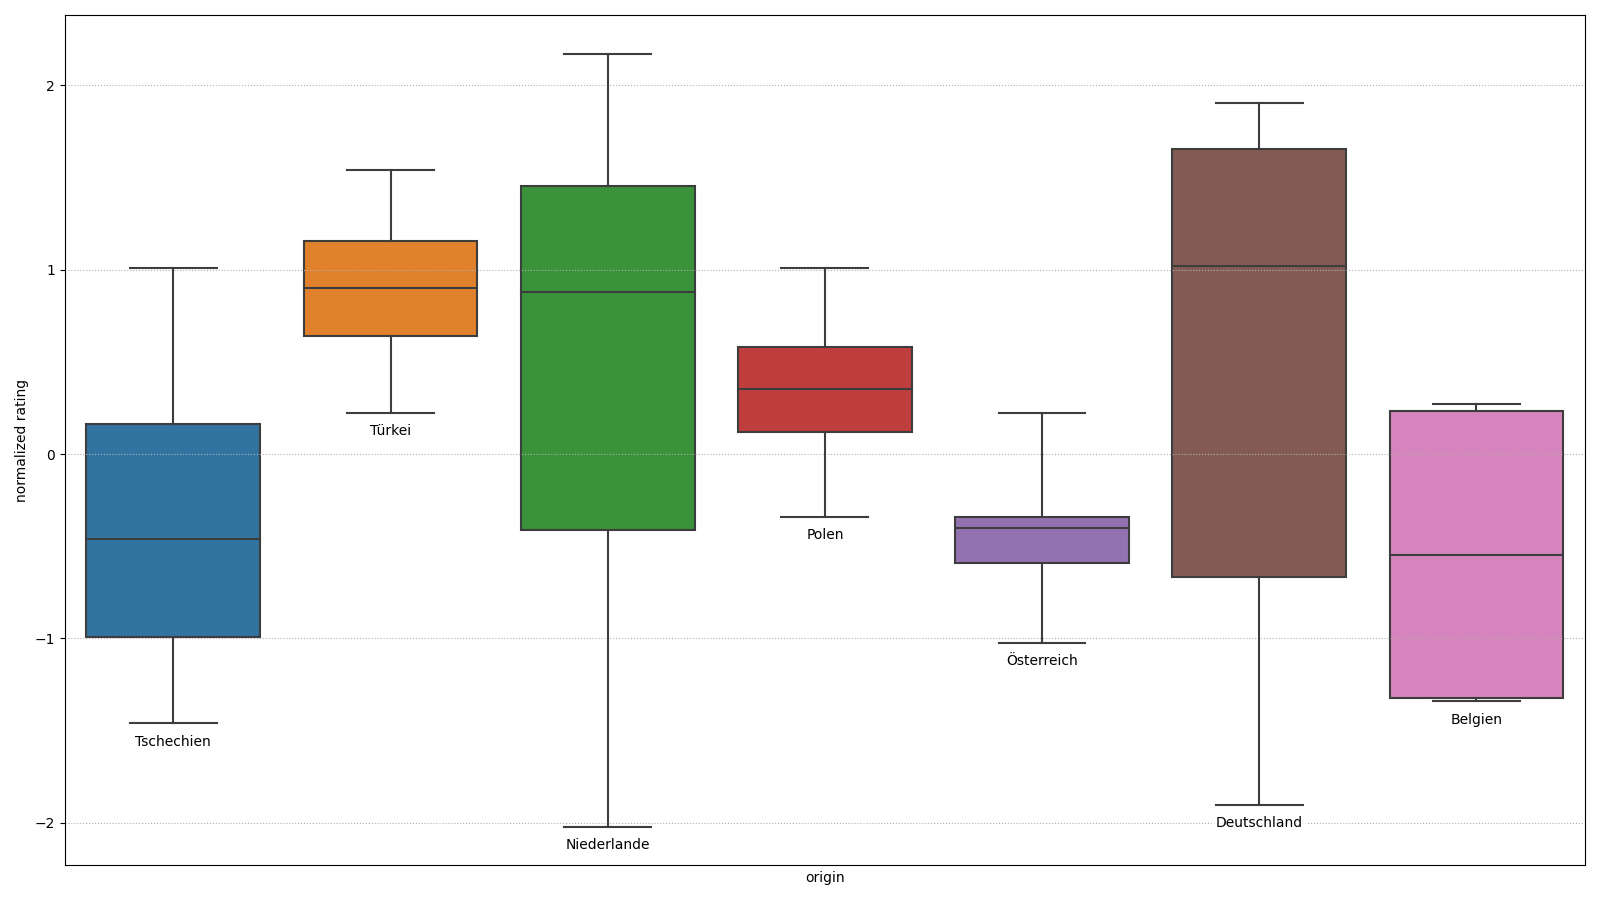 2
1
0
−1
−2
normalized rating
Tschechien
Türkei
Niederlande
Polen
Österreich
Deutschland
Belgien
origin